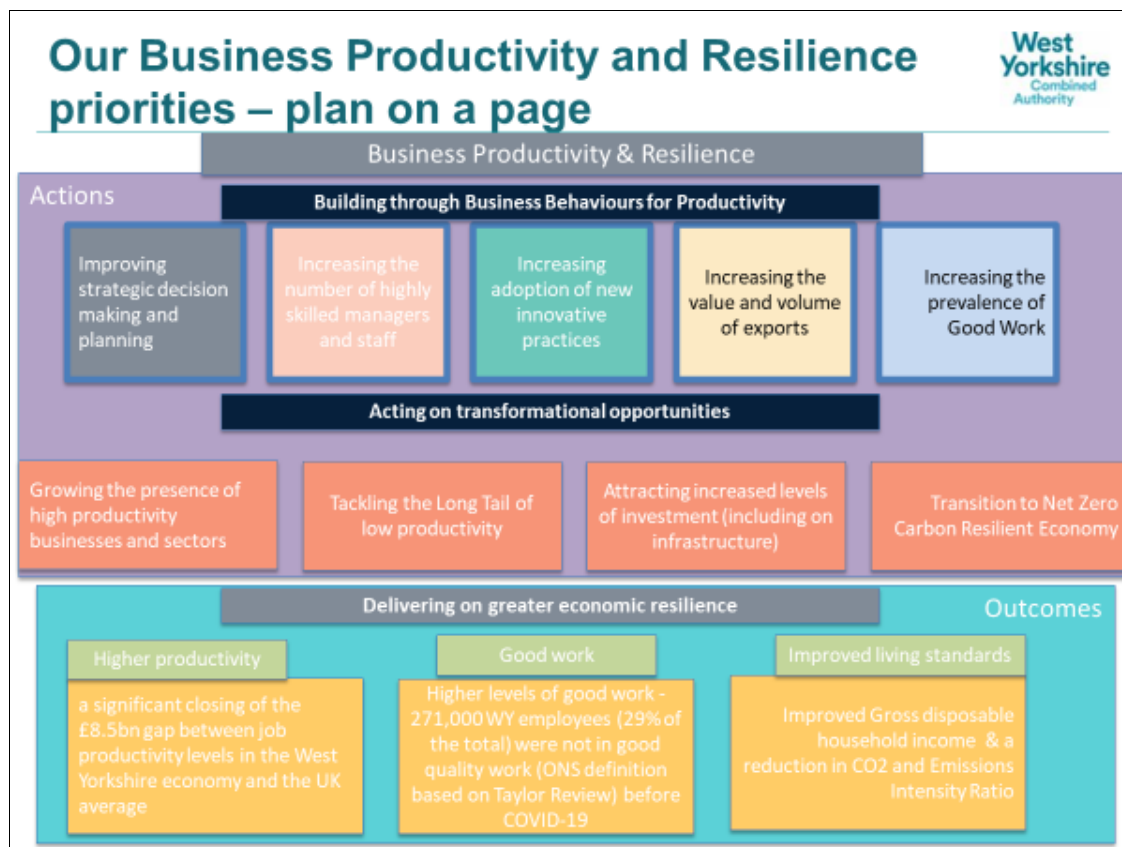 Our Business Productivity and Resilience
priorities – plan on a page
West
Yorkshire
Combined
Authority
Business Productivity & Resilience
Actions
Building through Business Behaviours for Productivity
Improving
strategic decision
making and
planning
Increasing the
number of highly
skilled managers
and staff
Increasing
adoption of new
innovative
practices
Increasing the
value and volume
of exports
Increasing the
prevalence of
Good Work
Acting on transformational opportunities
Growing the presence of
high productivity
businesses and sectors
Tackling the Long Tail of
low productivity
Attracting increased levels
of investment (including on
infrastructure)
Transition to Net Zero
Carbon Resilient Economy
Delivering on greater economic resilience
Outcomes
Higher productivity
a significant closing of the
£8.5bn gap between job
productivity levels in the West
Yorkshire economy and the UK
average
Good work
Higher levels of good work -
271,000 WY employees (29% of
the total) were not in good
quality work (ONS definition
based on Taylor Review) before
COVID-19
Improved living standards
Improved Gross disposable
household income & a
reduction in CO2 and Emissions
Intensity Ratio